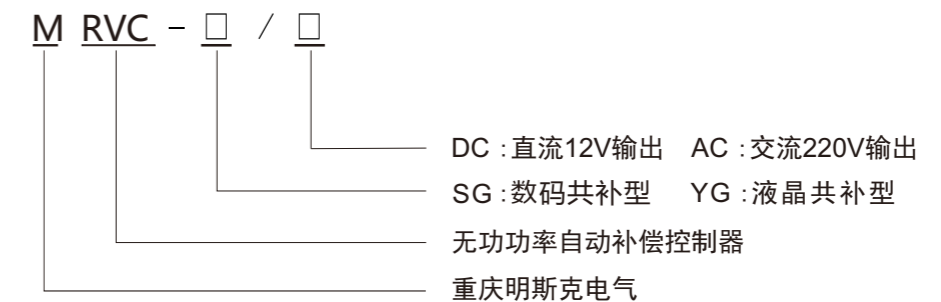 M RVC - □ / □
DC :直流12V输出 AC :交流220V输出
SG :数码共补型 YG :液晶共补型
无功功率自动补偿控制器
重庆明斯克电气